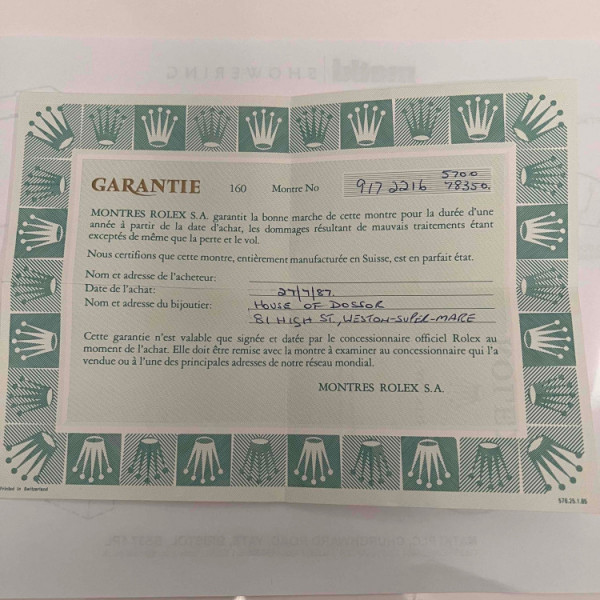 matki | SHOWERING
5700
GARANTIE 160 Montre No 917 2216 78350.
MONTRES ROLEX S.A. garantit la bonne marche de cette montre pour la durée d'une
année à partir de la date d'achat, les dommages résultant de mauvais traitements étant
exceptés de même que la perte et le vol.
Nous certifions que cette montre, entièrement manufacturée en Suisse, est en parfait état.
Nom et adresse de l'acheteur:
Date de l'achat: 27/7/87.
Nom et adresse du bijoutier: HOUSE OF DOSSOR
81 HIGH ST, WESTON-SUPER-MARE
Cette garantie n'est valable que signée et datée par le concessionnaire officiel Rolex au
moment de l'achat. Elle doit être remise avec la montre à examiner au concessionnaire qui l'a
vendue ou à l'une des principales adresses de notre réseau mondial.
MONTRES ROLEX S.A.
Printed in Switzerland
576.25.1.85